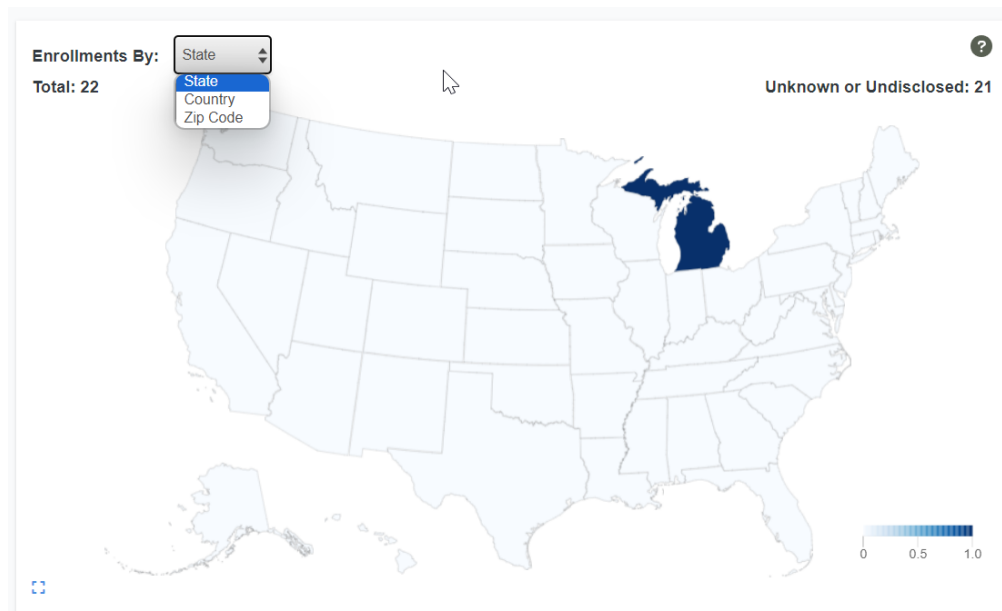 Enrollments By: State
?
State
Total: 22
Country
Zip Code
Unknown or Undisclosed: 21
0 0.5 1.0